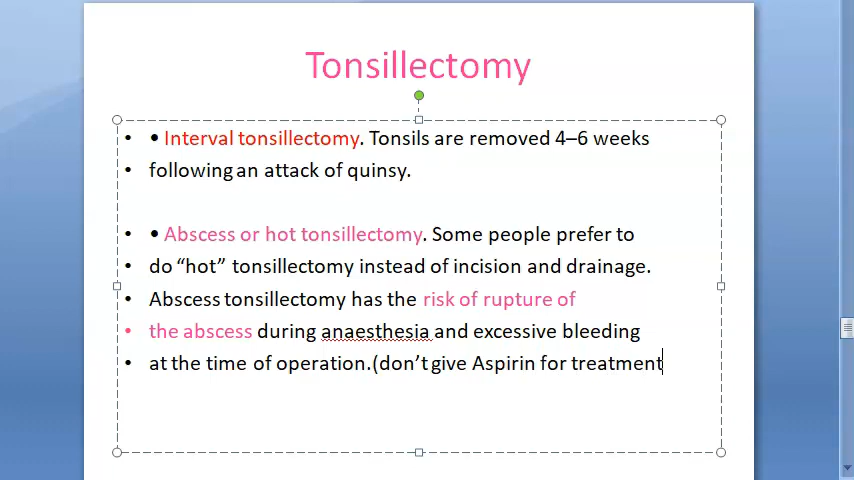 Tonsillectomy
• • Interval tonsillectomy. Tonsils are removed 4–6 weeks
• following an attack of quinsy.
• • Abscess or hot tonsillectomy. Some people prefer to
• do “hot” tonsillectomy instead of incision and drainage.
• Abscess tonsillectomy has the risk of rupture of
• the abscess during anaesthesia and excessive bleeding
• at the time of operation.(don’t give Aspirin for treatment